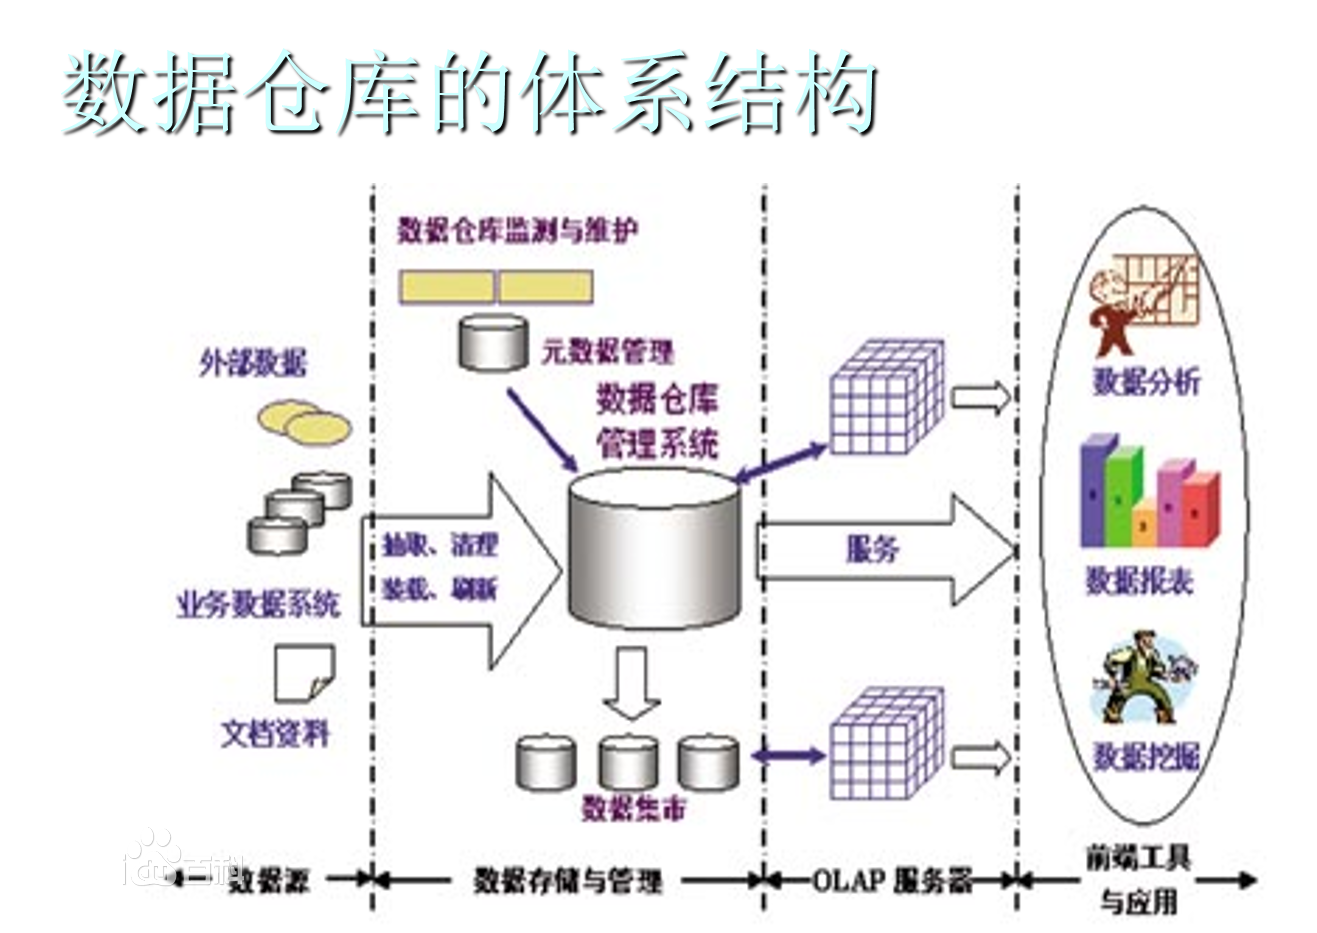 数据仓库的体系结构
数据仓库监测与维护
元数据管理
外部数据
数据仓库
管理系统
业务数据系统
文档资料
抽取、清理
装载、刷新
服务
数据集市
数据分析
数据报表
数据挖掘
数据源
数据存储与管理
OLAP 服务器
前端工具
与应用
百科